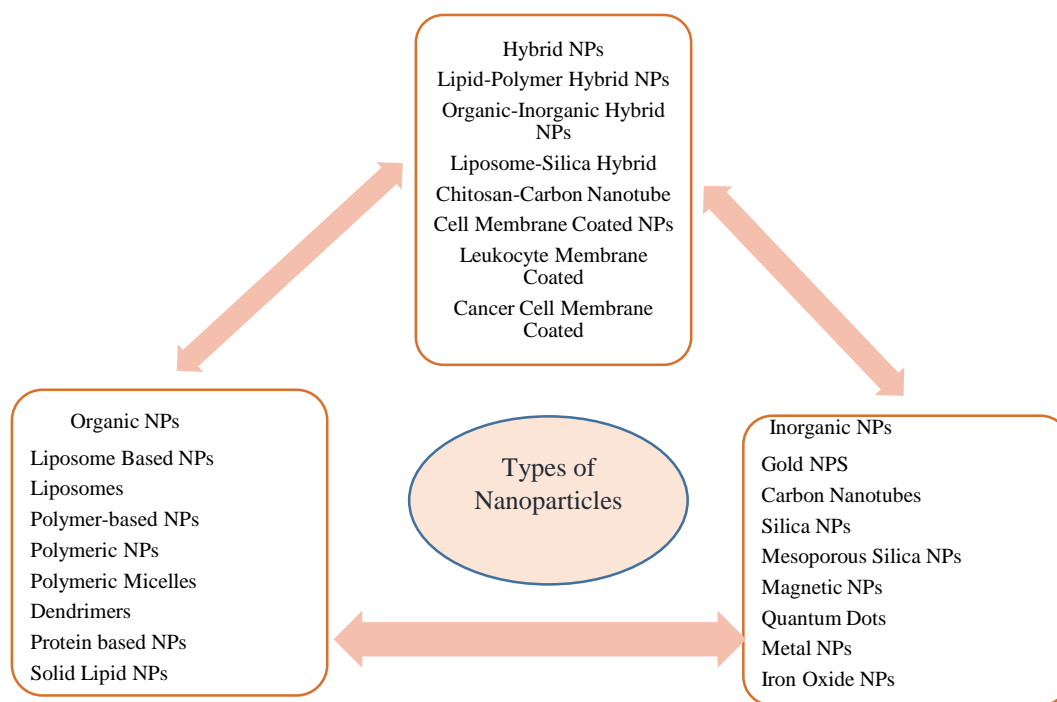 Hybrid NPs
Lipid-Polymer Hybrid NPs
Organic-Inorganic Hybrid
NPs
Liposome-Silica Hybrid
Chitosan-Carbon Nanotube
Cell Membrane Coated NPs
Leukocyte Membrane
Coated
Cancer Cell Membrane
Coated
Organic NPs
Liposome Based NPs
Liposomes
Polymer-based NPs
Polymeric NPs
Polymeric Micelles
Dendrimers
Protein based NPs
Solid Lipid NPs
Types of
Nanoparticles
Inorganic NPs
Gold NPS
Carbon Nanotubes
Silica NPs
Mesoporous Silica NPs
Magnetic NPs
Quantum Dots
Metal NPs
Iron Oxide NPs